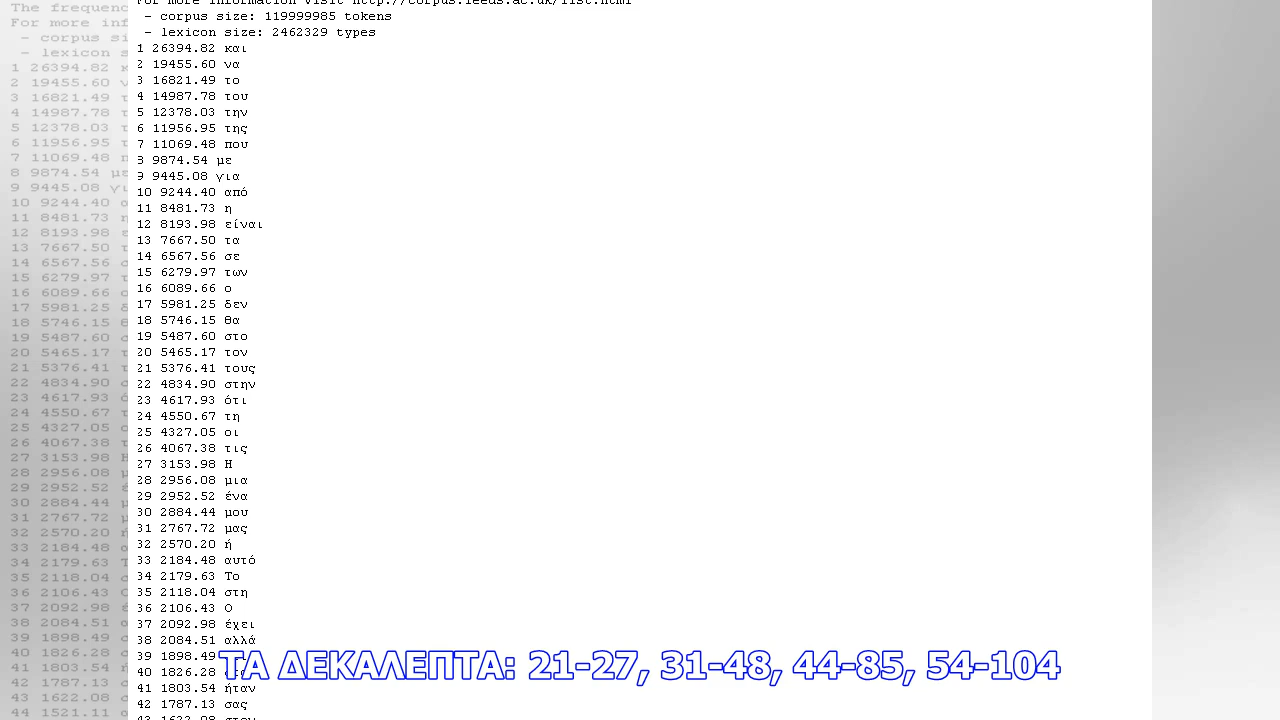 For more information visit http://corpus.leeds.ac.uk/list.html
- corpus size: 119999985 tokens
- lexicon size: 2462329 types
1 26394.82 και
2 19455.60 να
3 16821.49 το
4 14987.78 του
5 12378.03 την
6 11956.95 της
7 11069.48 που
8 9874.54 με
9 9445.08 για
10 9244.40 από
11 8481.73 η
12 8193.98 είναι
13 7667.50 τα
14 6567.56 σε
15 6279.97 των
16 6089.66 ο
17 5981.25 δεν
18 5746.15 θα
19 5487.60 στο
20 5465.17 τον
21 5376.41 τους
22 4834.90 στην
23 4617.93 ότι
24 4550.67 τη
25 4327.05 οι
26 4067.38 τις
27 3153.98 Η
28 2956.08 μια
29 2952.52 ένα
30 2884.44 μου
31 2767.72 μας
32 2570.20 ή
33 2184.48 αυτό
34 2179.63 Το
35 2118.04 στη
36 2106.43 Ο
37 2092.98 έχει
38 2084.51 αλλά
39 1898.49
ΤΑ ΔΕΚΑΛΕΠΤΑ: 21-27, 31-48, 44-85, 54-104
40 1826.28
41 1803.54 ήταν
42 1787.13 σας
43 1622.08 στον